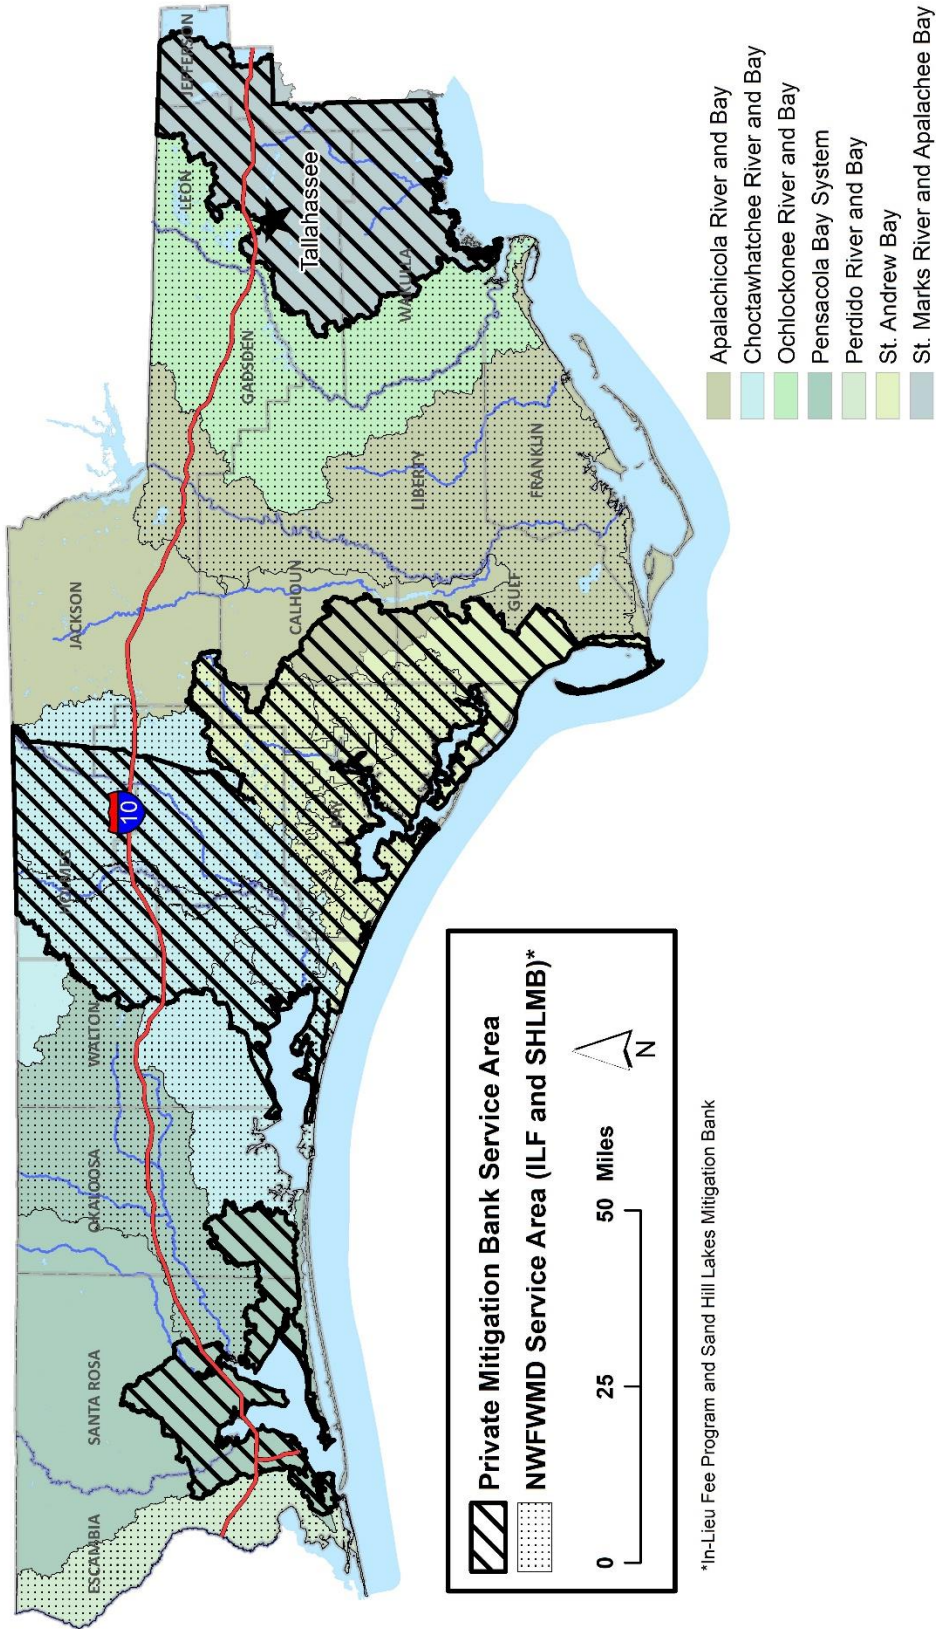 ESCAMBIA
SANTA ROSA
OKALOOSA
WALTON
HOLMES
JACKSON
CALHOUN
BAY
GULF
LIBERTY
FRANKLIN
GADSDEN
LEON
WAKULLA
JEFFERSON
10
Tallahassee
Private Mitigation Bank Service Area
NWFWMD Service Area (ILF and SHLMB)*
0 25 50 Miles
N
*In-Lieu Fee Program and Sand Hill Lakes Mitigation Bank
Apalachicola River and Bay
Choctawhatchee River and Bay
Ochlockonee River and Bay
Pensacola Bay System
Perdido River and Bay
St. Andrew Bay
St. Marks River and Apalachee Bay